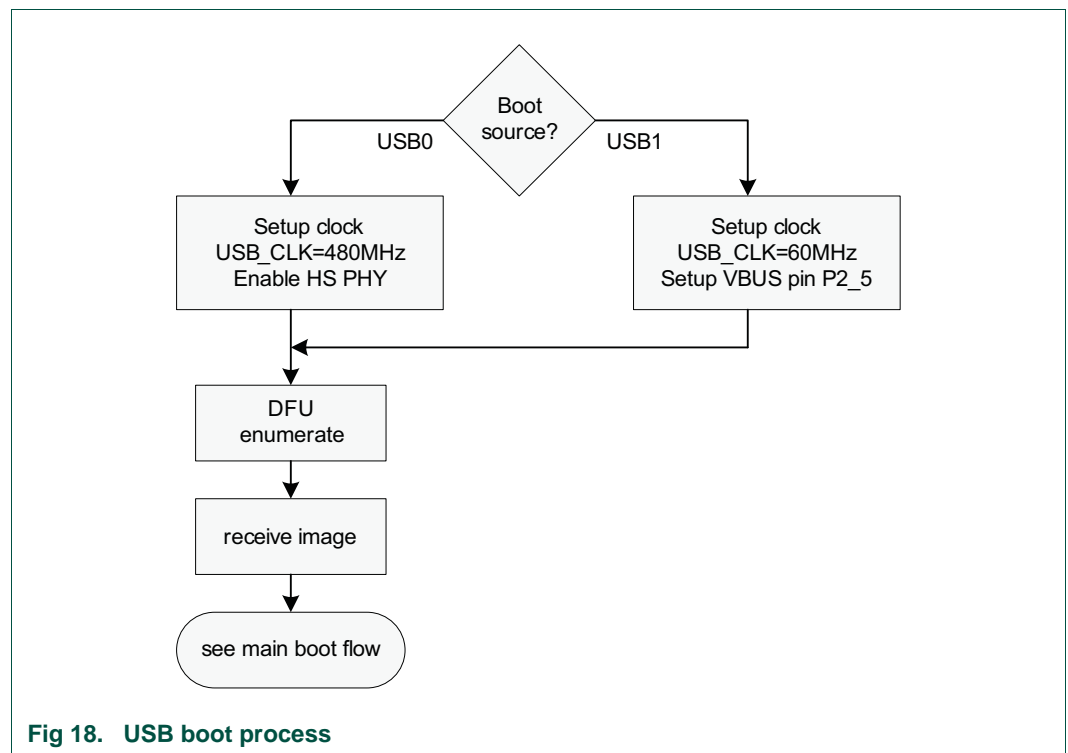 Boot
source?
USB0
USB1
Setup clock
USB_CLK=480MHz
Enable HS PHY
Setup clock
USB_CLK=60MHz
Setup VBUS pin P2_5
DFU
enumerate
receive image
see main boot flow
Fig 18. USB boot process